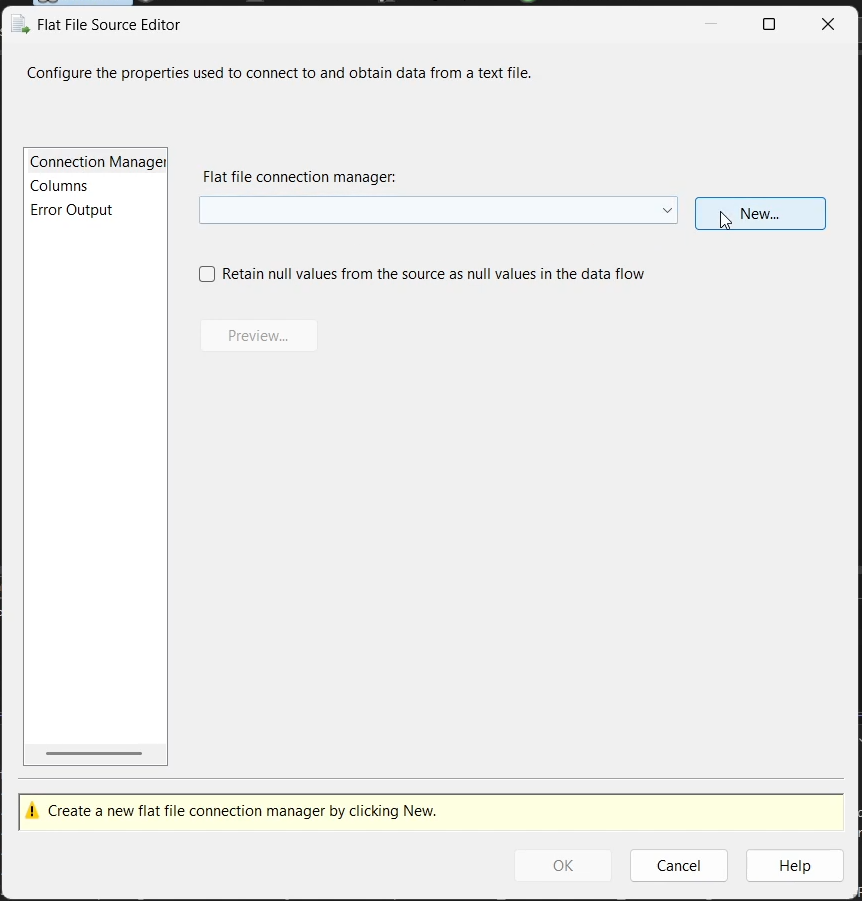 Flat File Source Editor
Configure the properties used to connect to and obtain data from a text file.
Connection Manager
Columns
Error Output
Flat file connection manager:
New...
Retain null values from the source as null values in the data flow
Preview...
Create a new flat file connection manager by clicking New.
OK
Cancel
Help